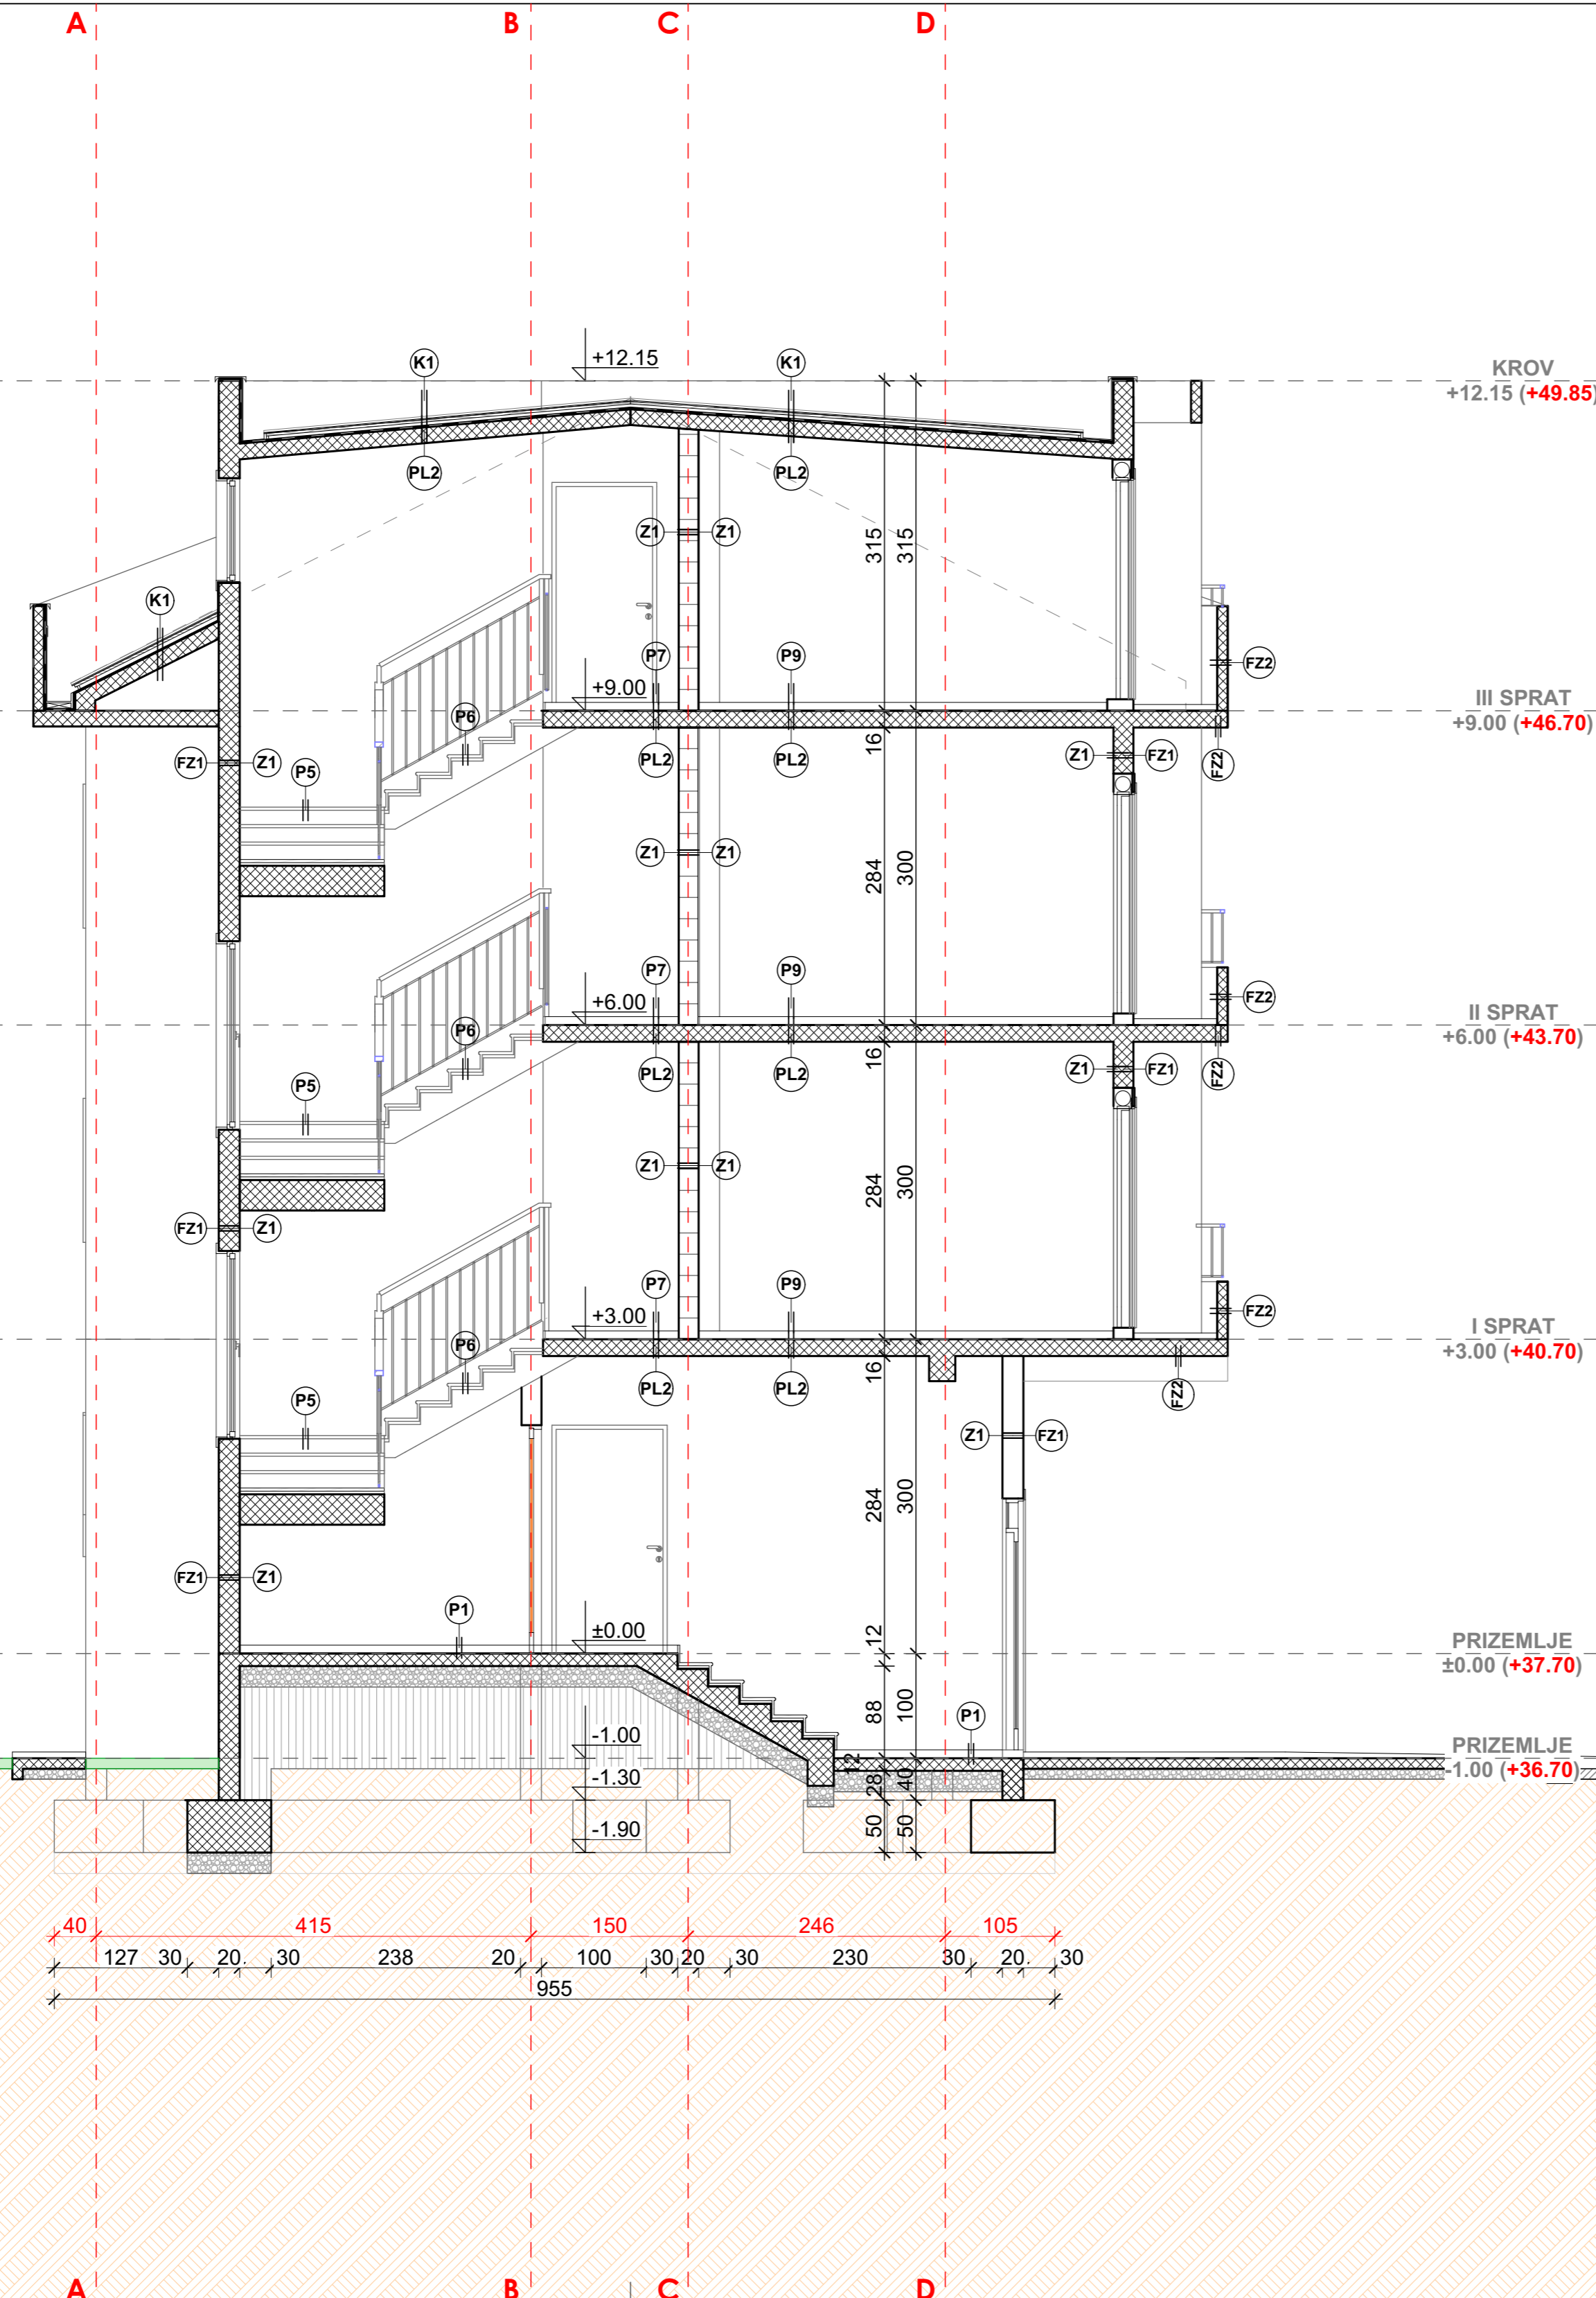 A B C D
+12.15
K1 K1
KROV
+12.15 (+49.85)
PL2 PL2
Z1 Z1
315 315
K1
P7 P9
FZ2
+9.00
III SPRAT
+9.00 (+46.70)
P6
16
FZ1 Z1
P5
PL2 PL2
Z1 FZ1
FZ2
Z1 Z1
284 300
P7 P9
FZ2
+6.00
II SPRAT
+6.00 (+43.70)
P6
16
P5
PL2 PL2
Z1 FZ1
FZ2
Z1 Z1
284 300
FZ1 Z1
P7 P9
FZ2
+3.00
I SPRAT
+3.00 (+40.70)
P6
16
P5
PL2 PL2
FZ2
Z1 FZ1
284 300
FZ1 Z1
P1
±0.00
12
PRIZEMLJE
±0.00 (+37.70)
88 100
P1
-1.00
PRIZEMLJE
-1.00 (+36.70)
12
-1.30
28 40
-1.90
50 50
40 415 150 246 105
127 30 20 30 238 20 100 30 20 30 230 30 20 30
955
A B C D